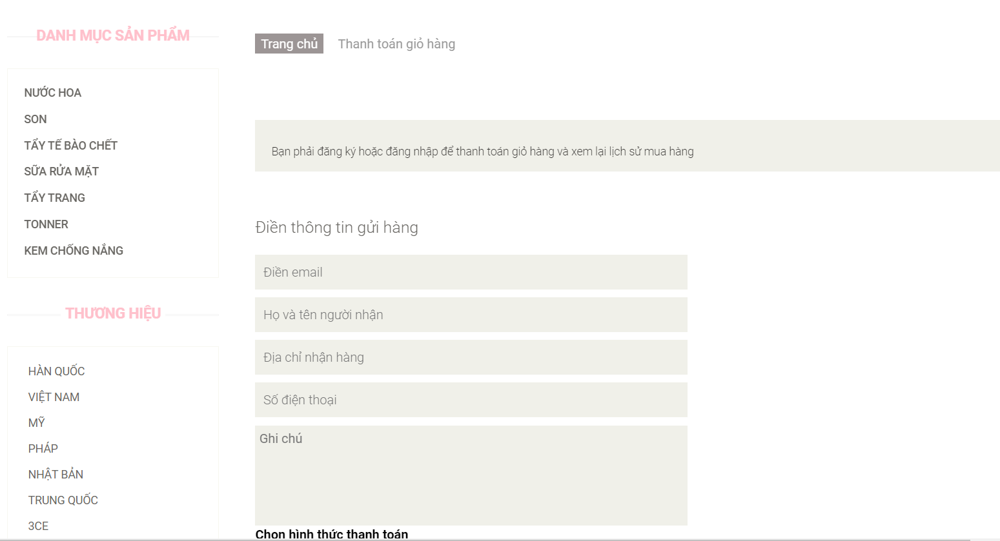 DANH MỤC SẢN PHẨM
NƯỚC HOA
SON
TẨY TẾ BÀO CHẾT
SỮA RỬA MẶT
TẨY TRANG
TONNER
KEM CHỐNG NẮNG
THƯƠNG HIỆU
HÀN QUỐC
VIỆT NAM
MỸ
PHÁP
NHẬT BẢN
TRUNG QUỐC
3CE
Trang chủ Thanh toán giỏ hàng
Bạn phải đăng ký hoặc đăng nhập để thanh toán giỏ hàng và xem lại lịch sử mua hàng
Điền thông tin gửi hàng
Điền email
Họ và tên người nhận
Địa chỉ nhận hàng
Số điện thoại
Ghi chú
Chọn hình thức thanh toán